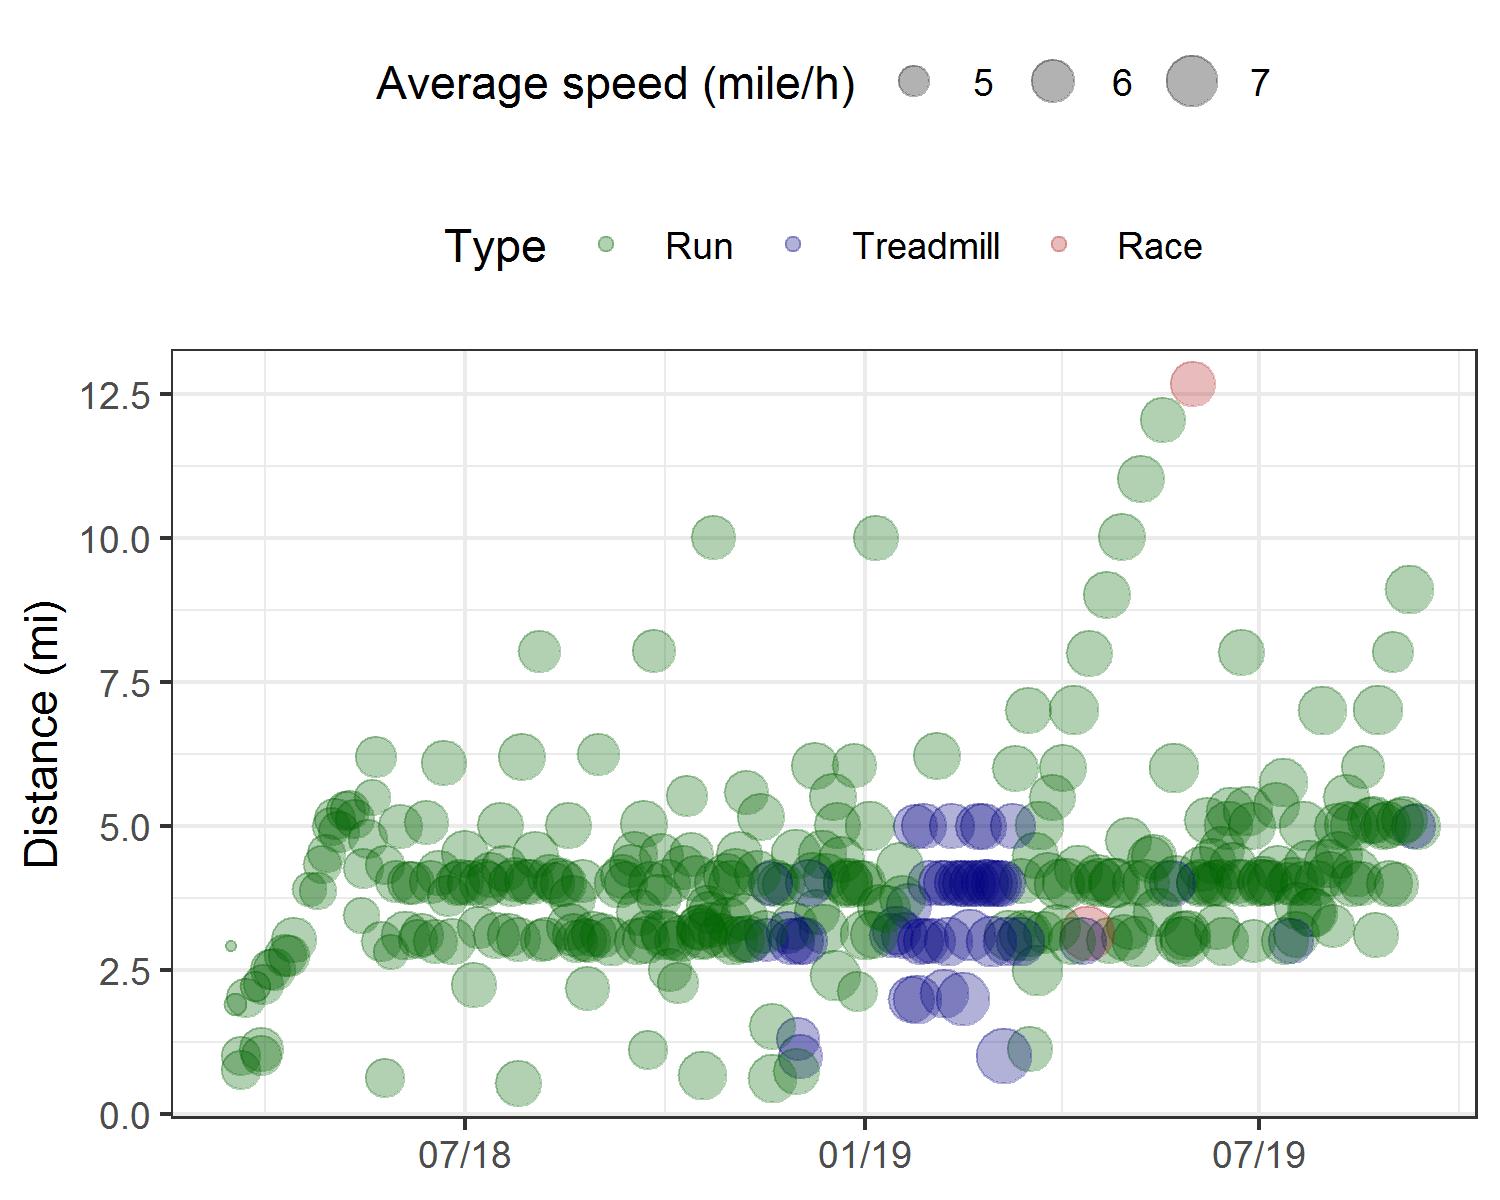 Average speed (mile/h) 5 6 7
Type Run Treadmill Race
Distance (mi)
12.5
10.0
7.5
5.0
2.5
0.0
07/18 01/19 07/19